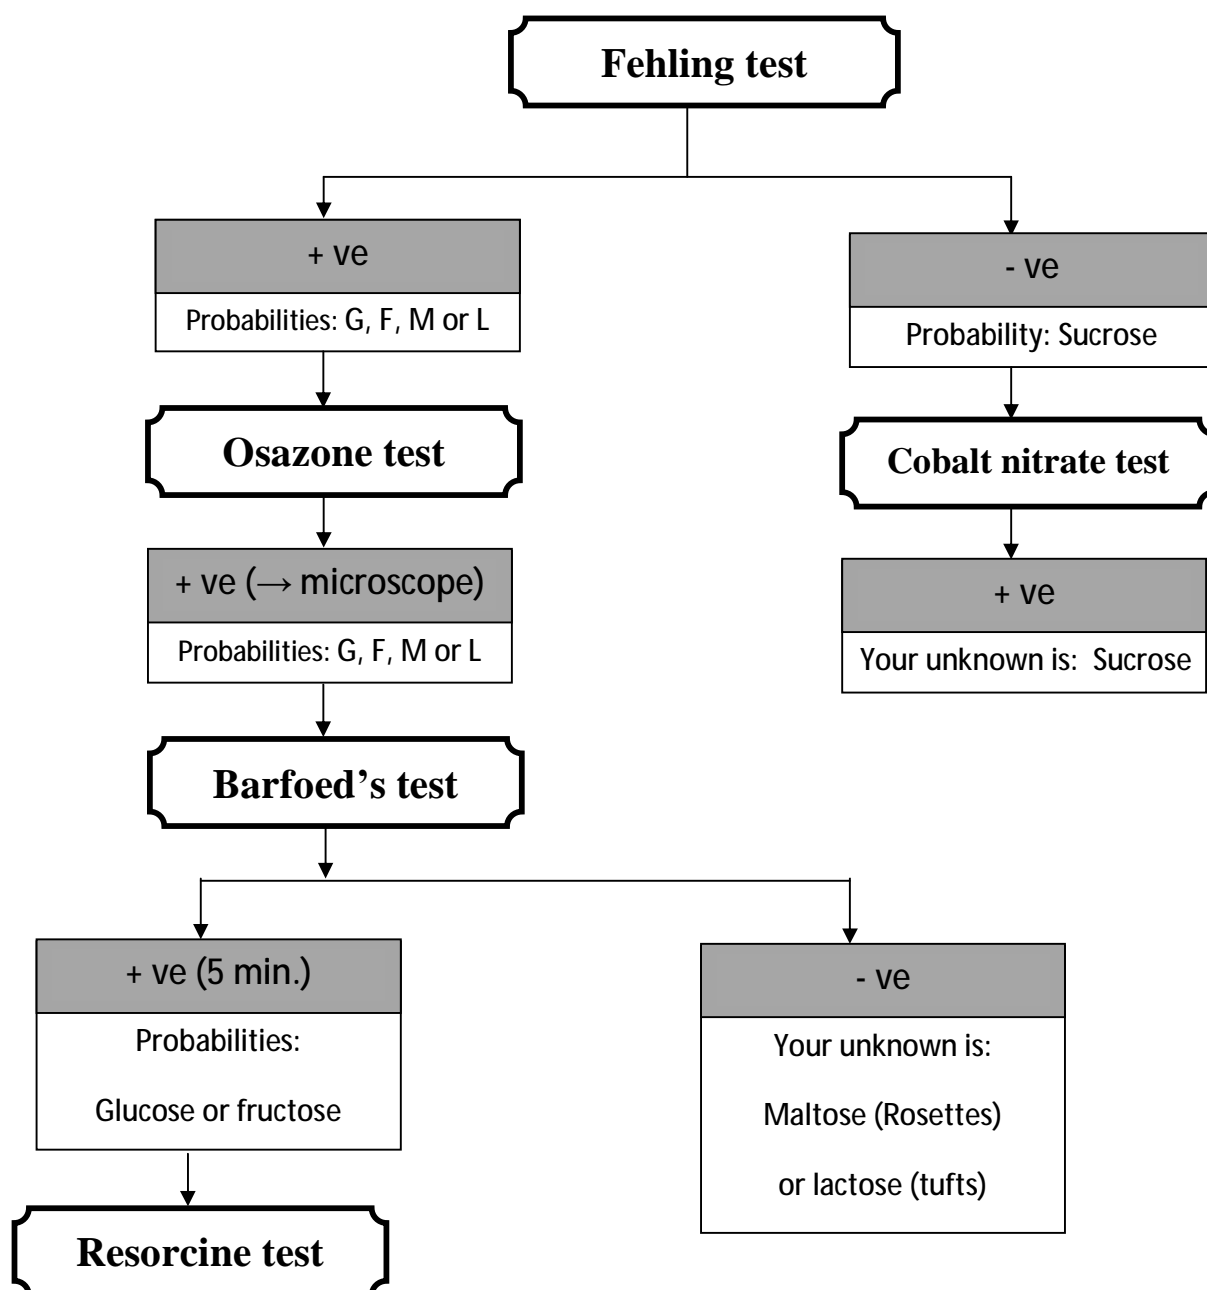 Fehling test
+ ve
Probabilities: G, F, M or L
- ve
Probability: Sucrose
Osazone test
Cobalt nitrate test
+ ve (→ microscope)
Probabilities: G, F, M or L
+ ve
Your unknown is:  Sucrose
Barfoed’s test
+ ve (5 min.)
Probabilities:
Glucose or fructose
- ve
Your unknown is:
Maltose (Rosettes)
or lactose (tufts)
Resorcine test